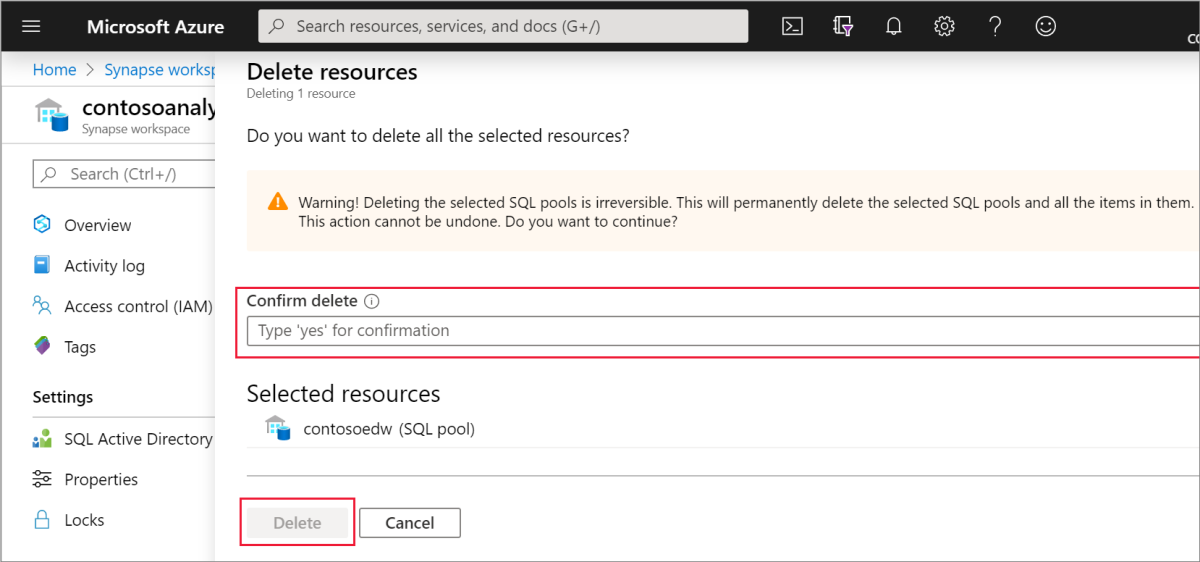 Microsoft Azure
Search resources, services, and docs (G+/)
Home > Synapse worksp
contosoanaly
Synapse workspace
Search (Ctrl+/)
Overview
Activity log
Access control (IAM)
Tags
Settings
SQL Active Directory
Properties
Locks
Delete resources
Deleting 1 resource
Do you want to delete all the selected resources?
Warning! Deleting the selected SQL pools is irreversible. This will permanently delete the selected SQL pools and all the items in them.
This action cannot be undone. Do you want to continue?
Confirm delete
Type 'yes' for confirmation
Selected resources
contosoedw (SQL pool)
Delete
Cancel